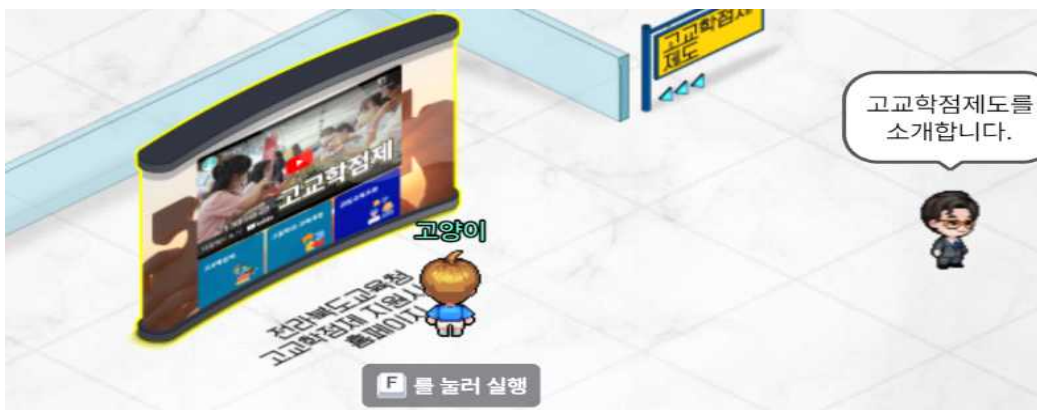 고교학점제
제도
고교학점제도를
소개합니다.
고교학점제
고양이
전라북도교육청
고교학점제 지원사
홈페이지
F 를 눌러 실행